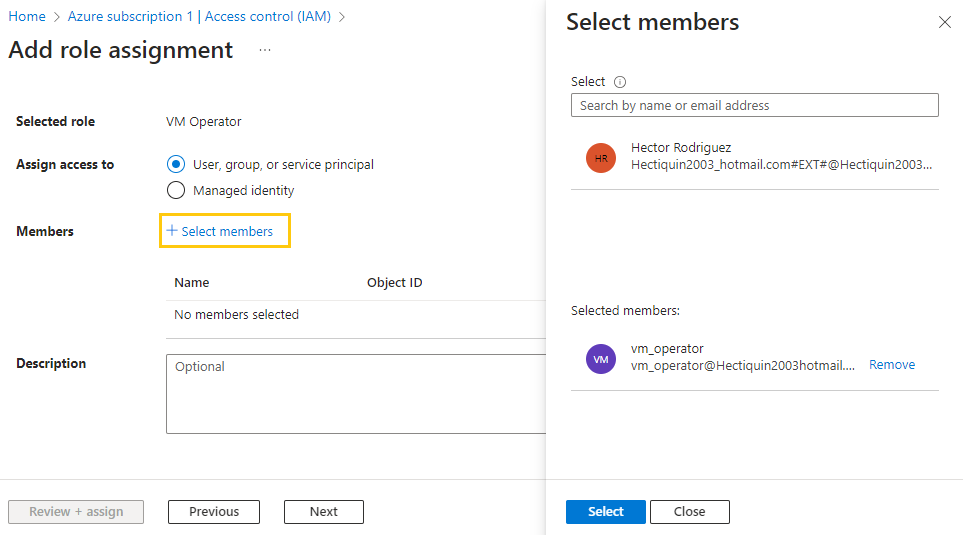 Home > Azure subscription 1 | Access control (IAM) >
Add role assignment ...
Selected role VM Operator
Assign access to User, group, or service principal
Managed identity
Members + Select members
Name Object ID
No members selected
Description Optional
Review + assign Previous Next
Select members
Select
Search by name or email address
HR Hector Rodriguez
Hectiquin2003_hotmail.com#EXT#@Hectiquin2003...
Selected members:
VM vm_operator
vm_operator@Hectiquin2003hotmail.... Remove
Select Close